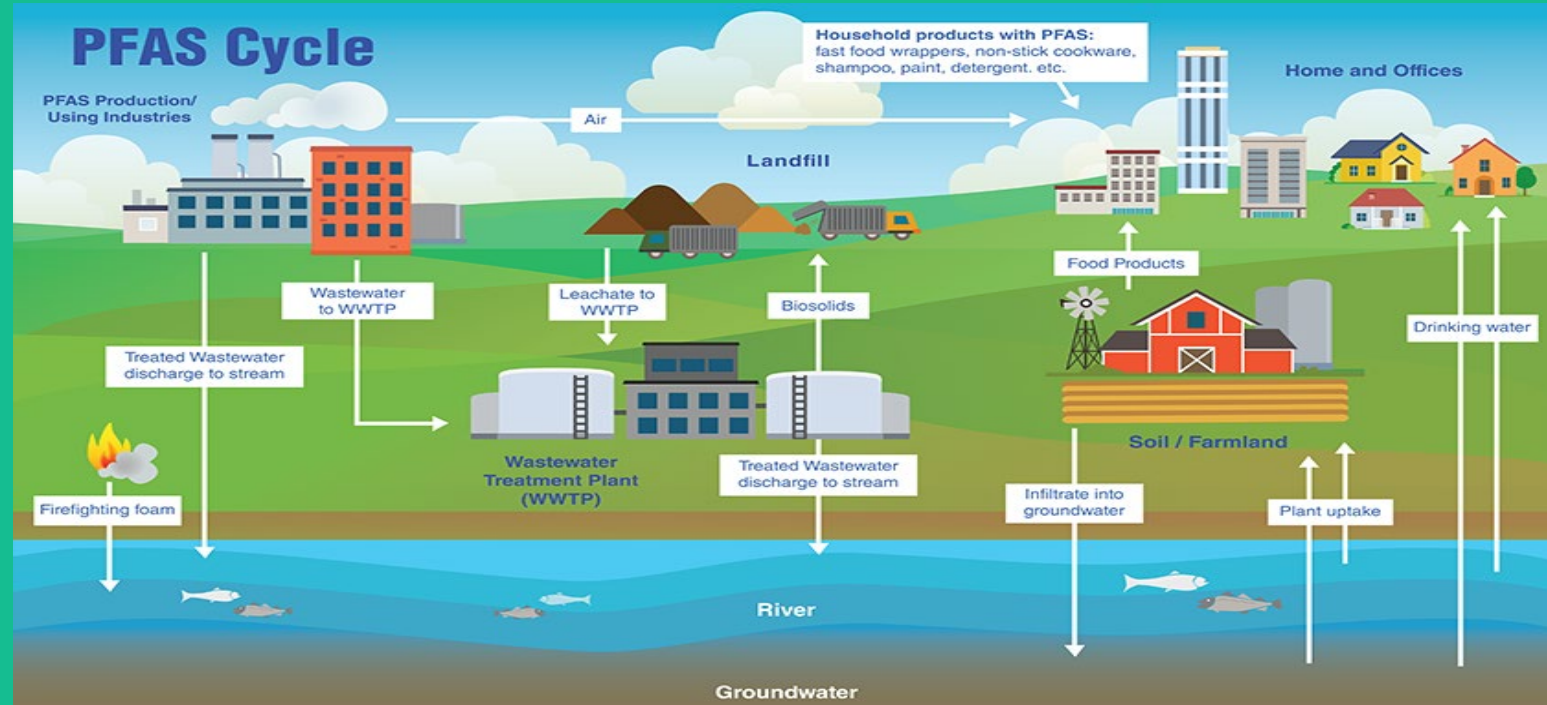 PFAS Cycle
Household products with PFAS:
fast food wrappers, non-stick cookware,
shampoo, paint, detergent. etc.
Home and Offices
PFAS Production/
Using Industries
Air
Landfill
Food Products
Wastewater
to WWTP
Leachate to
WWTP
Biosolids
Drinking water
Treated Wastewater
discharge to stream
Soil / Farmland
Wastewater
Treatment Plant
(WWTP)
Treated Wastewater
discharge to stream
Firefighting foam
Infiltrate into
groundwater
Plant uptake
River
Groundwater